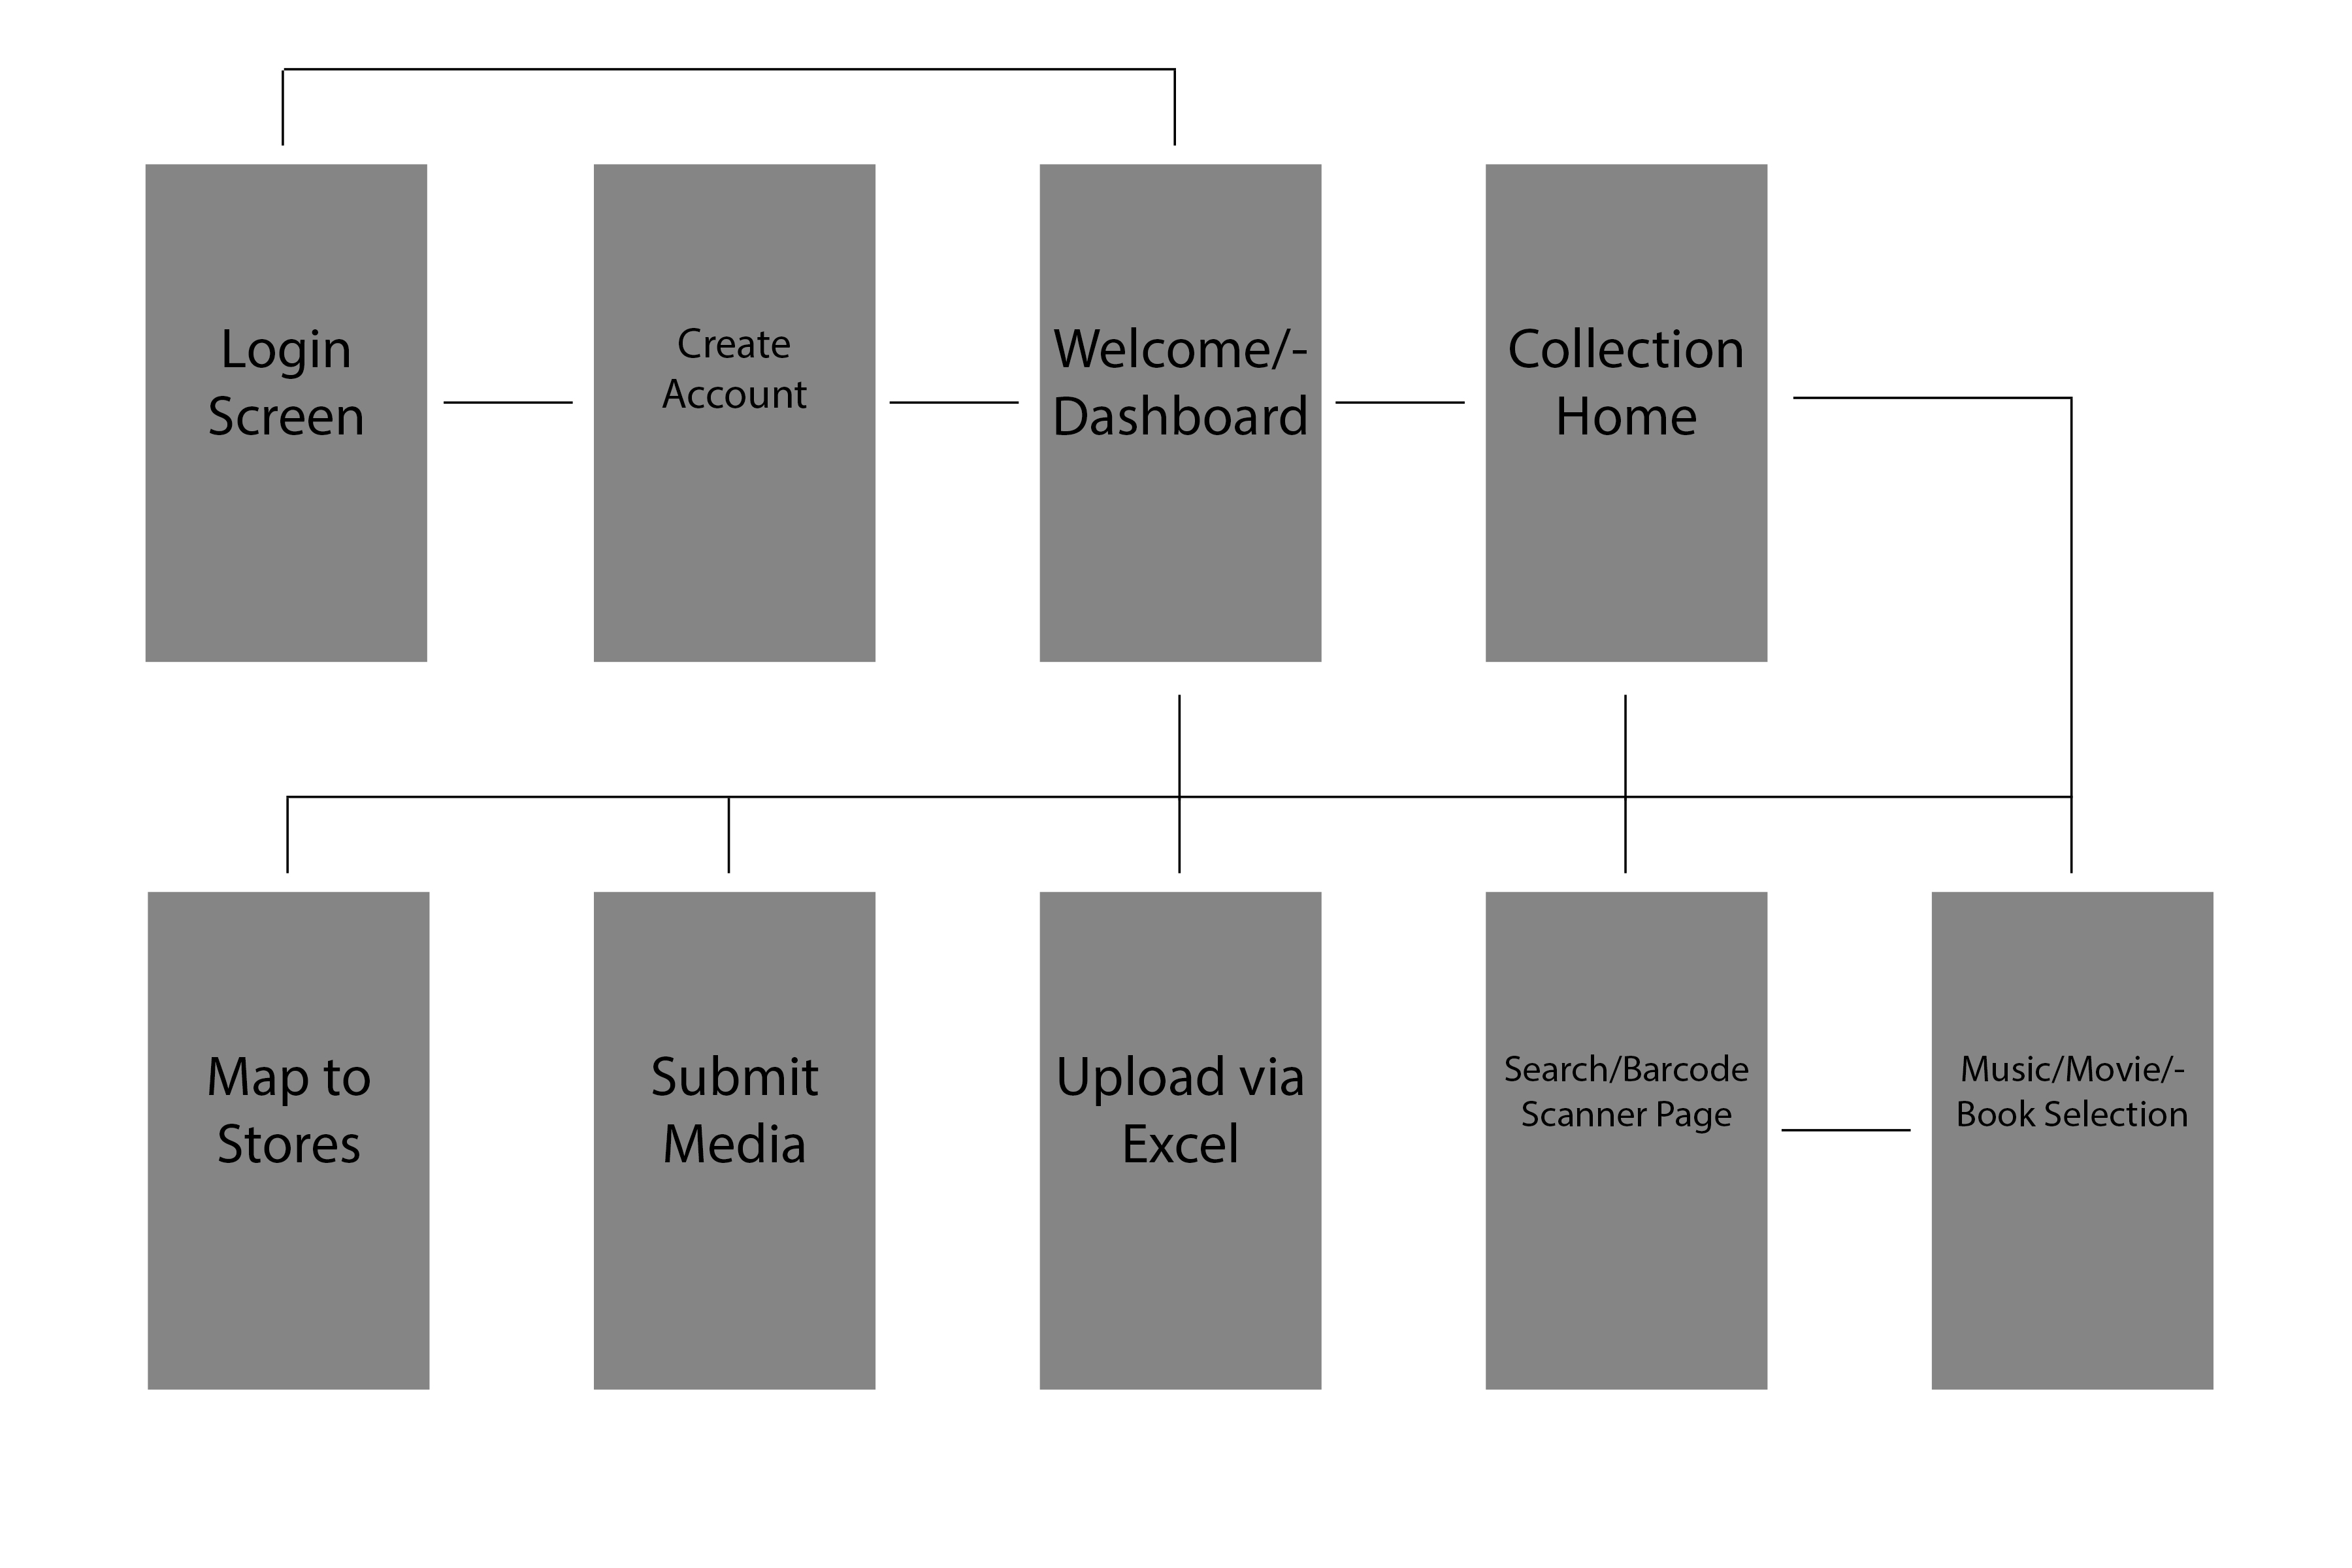 Login
Screen
Create
Account
Welcome/-
Dashboard
Collection
Home
Map to
Stores
Submit
Media
Upload via
Excel
Search/Barcode
Scanner Page
Music/Movie/-
Book Selection